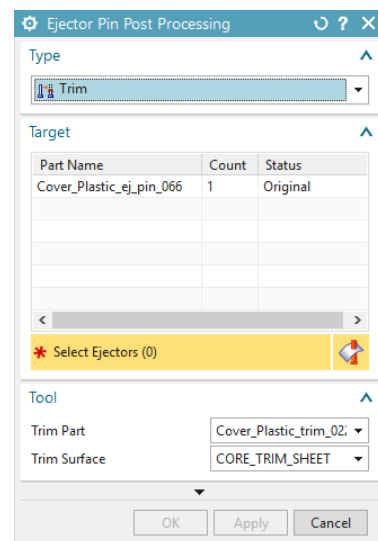 Ejector Pin Post Processing
Type
Trim
Target
Part Name Count Status
Cover_Plastic_ej_pin_066 1 Original
* Select Ejectors (0)
Tool
Trim Part Cover_Plastic_trim_022
Trim Surface CORE_TRIM_SHEET
OK Apply Cancel